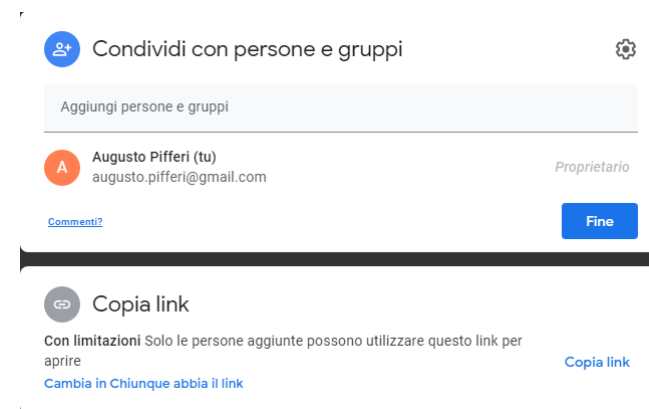 Condividi con persone e gruppi
Aggiungi persone e gruppi
A
Augusto Pifferi (tu)
augusto.pifferi@gmail.com
Proprietario
Commenti?
Fine
Copia link
Con limitazioni Solo le persone aggiunte possono utilizzare questo link per
aprire
Copia link
Cambia in Chiunque abbia il link